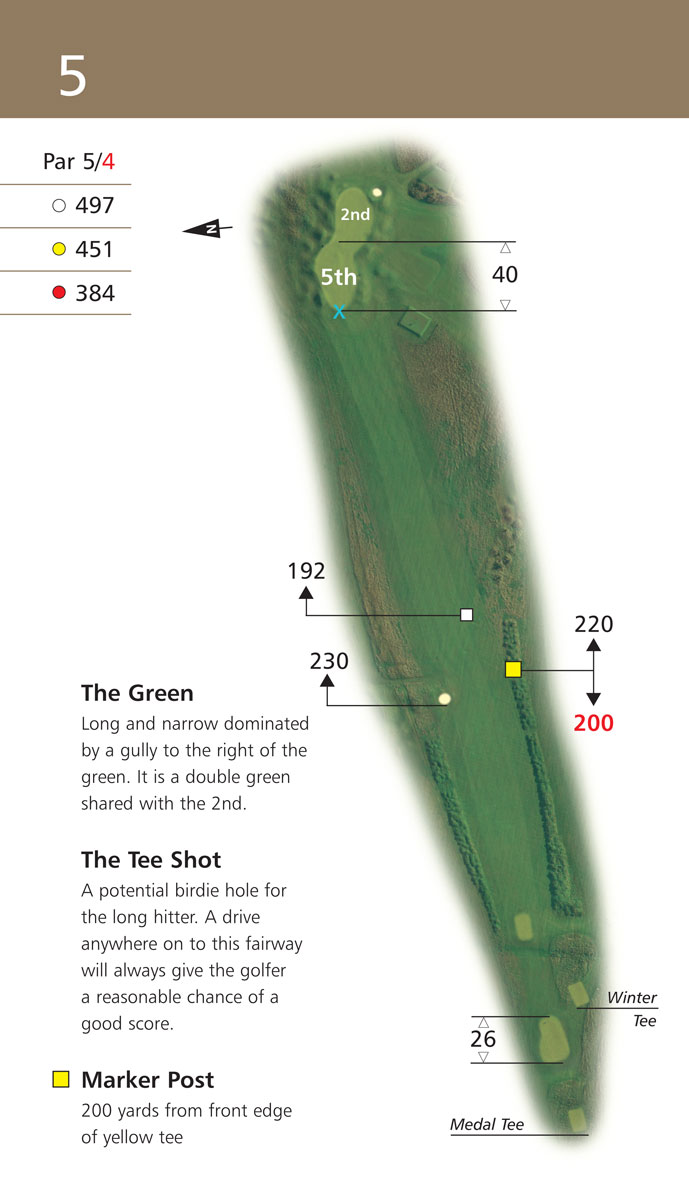 5
Par 5/4
497
451
384
N
2nd
5th
X
40
192
230
220
200
The Green
Long and narrow dominated
by a gully to the right of the
green. It is a double green
shared with the 2nd.
The Tee Shot
A potential birdie hole for
the long hitter. A drive
anywhere on to this fairway
will always give the golfer
a reasonable chance of a
good score.
Winter
Tee
26
Marker Post
200 yards from front edge
of yellow tee
Medal Tee